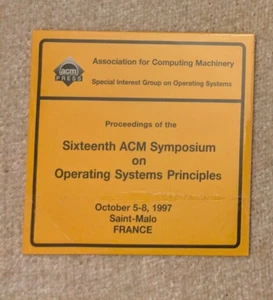 acm
PRESS
Association for Computing Machinery
Special Interest Group on Operating Systems
Proceedings of the
Sixteenth ACM Symposium
on
Operating Systems Principles
October 5-8, 1997
Saint-Malo
FRANCE